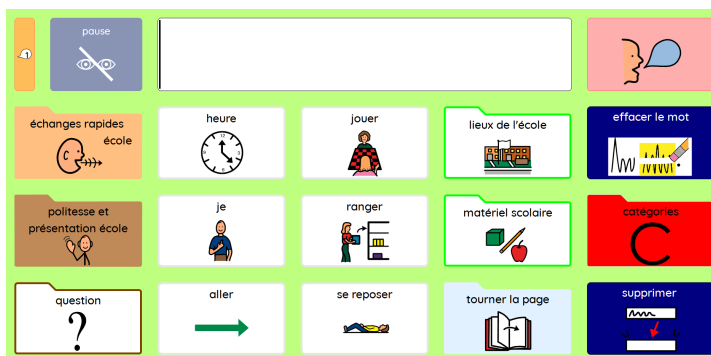 1
pause
échanges rapides
école
heure
jouer
lieux de l'école
effacer le mot
politesse et
présentation école
je
ranger
matériel scolaire
catégories
C
question
?
aller
se reposer
tourner la page
supprimer